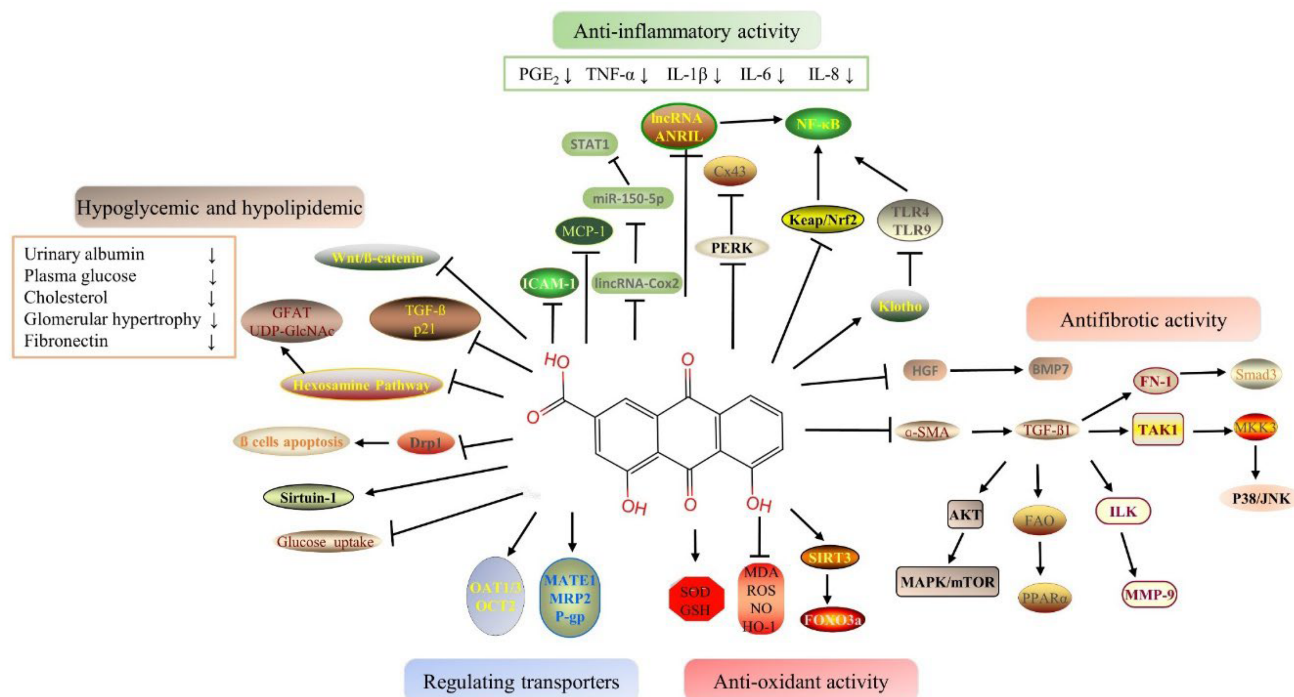 Anti-inflammatory activity
PGE₂ ↓ TNF-α ↓ IL-1β ↓ IL-6 ↓ IL-8 ↓
lncRNA
ANRIL
NF-κB
STAT1
Cx43
miR-150-5p
MCP-1
Keap/Nrf2
TLR4
TLR9
PERK
Hypoglycemic and hypolipidemic
Urinary albumin ↓
Plasma glucose ↓
Cholesterol ↓
Glomerular hypertrophy ↓
Fibronectin ↓
Wnt/ß-catenin
ICAM-1
lincRNA-Cox2
Klotho
GFAT
UDP-GlcNAc
TGF-ß
p21
Antifibrotic activity
Hexosamine Pathway
HO
O
O
HGF
BMP7
FN-1
Smad3
ß cells apoptosis
Drp1
α-SMA
TGF-ß1
TAK1
MKK3
Sirtuin-1
OH
O
OH
P38/JNK
Glucose uptake
AKT
FAO
ILK
OAT1/3
OCT2
MATE1
MRP2
P-gp
SOD
GSH
MDA
ROS
NO
HO-1
SIRT3
FOXO3a
MAPK/mTOR
PPARα
MMP-9
Regulating transporters
Anti-oxidant activity